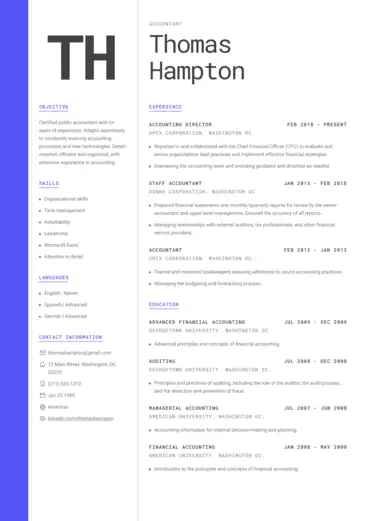 TH
ACCOUNTANT
Thomas
Hampton
OBJECTIVE
Certified public accountant with 6+
years of experience. Adapts seamlessly
to constantly evolving accounting
processes and new technologies. Detail-
oriented, efficient and organized, with
extensive experience in accounting.
SKILLS
Organizational skills
Time management
Adaptability
Leadership
Microsoft Excel
Attention to detail
LANGUAGES
English | Native
Spanish | Advanced
German | Advanced
CONTACT INFORMATION
thomashampton@gmail.com
12 Main Street, Washington, DC
20229
(212) 333-1212
Jun-22-1985
American
EXPERIENCE
ACCOUNTING DIRECTOR FEB 2018 - PRESENT
APEX CORPORATION, WASHINGTON DC.
Reported in and collaborated with the Chief Financial Officer (CFO) to evaluate and
evolve organizations best practices and implement effective financial strategies.
Overseeing the accounting team and providing guidance and direction as needed
STAFF ACCOUNTANT JAN 2013 - FEB 2018
DONNA CORPORATION, WASHINGTON DC.
Prepared financial statements and monthly/quarterly reports for review by the owner
accountant and upper-level management. Ensured the accuracy of all reports.
Managing relationships with external auditors, tax professionals, and other financial
service providers.
ACCOUNTANT FEB 2012 - JAN 2013
UNIX CORPORATION, WASHINGTON DC.
Trained and mentored bookkeepers ensuring adherence to sound accounting practices.
Managing the budgeting and forecasting process.
EDUCATION
ADVANCED FINANCIAL ACCOUNTING JUL 2009 - DEC 2009
GEORGETOWN UNIVERSITY, WASHINGTON DC
Advanced principles and concepts of financial accounting.
AUDITING JUL 2008 - DEC 2008
GEORGETOWN UNIVERSITY, WASHINGTON DC.
Principles and practices of auditing, including the role of the auditor, the audit process,
and the detection and prevention of fraud.
MANAGERIAL ACCOUNTING JUL 2007 - JUN 2008
AMERICAN UNIVERSITY, WASHINGTON DC.
Accounting information for internal decision-making and planning.
FINANCIAL ACCOUNTING JAN 2008 - MAY 2008
AMERICAN UNIVERSITY, WASHINGTON DC.
Introduction to the principles and concepts of financial accounting.